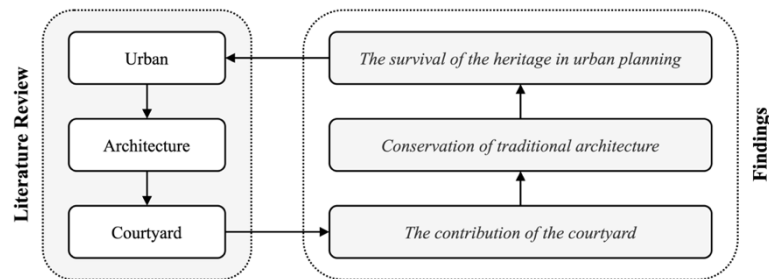 Literature Review
Urban
Architecture
Courtyard
The survival of the heritage in urban planning
Conservation of traditional architecture
The contribution of the courtyard
Findings